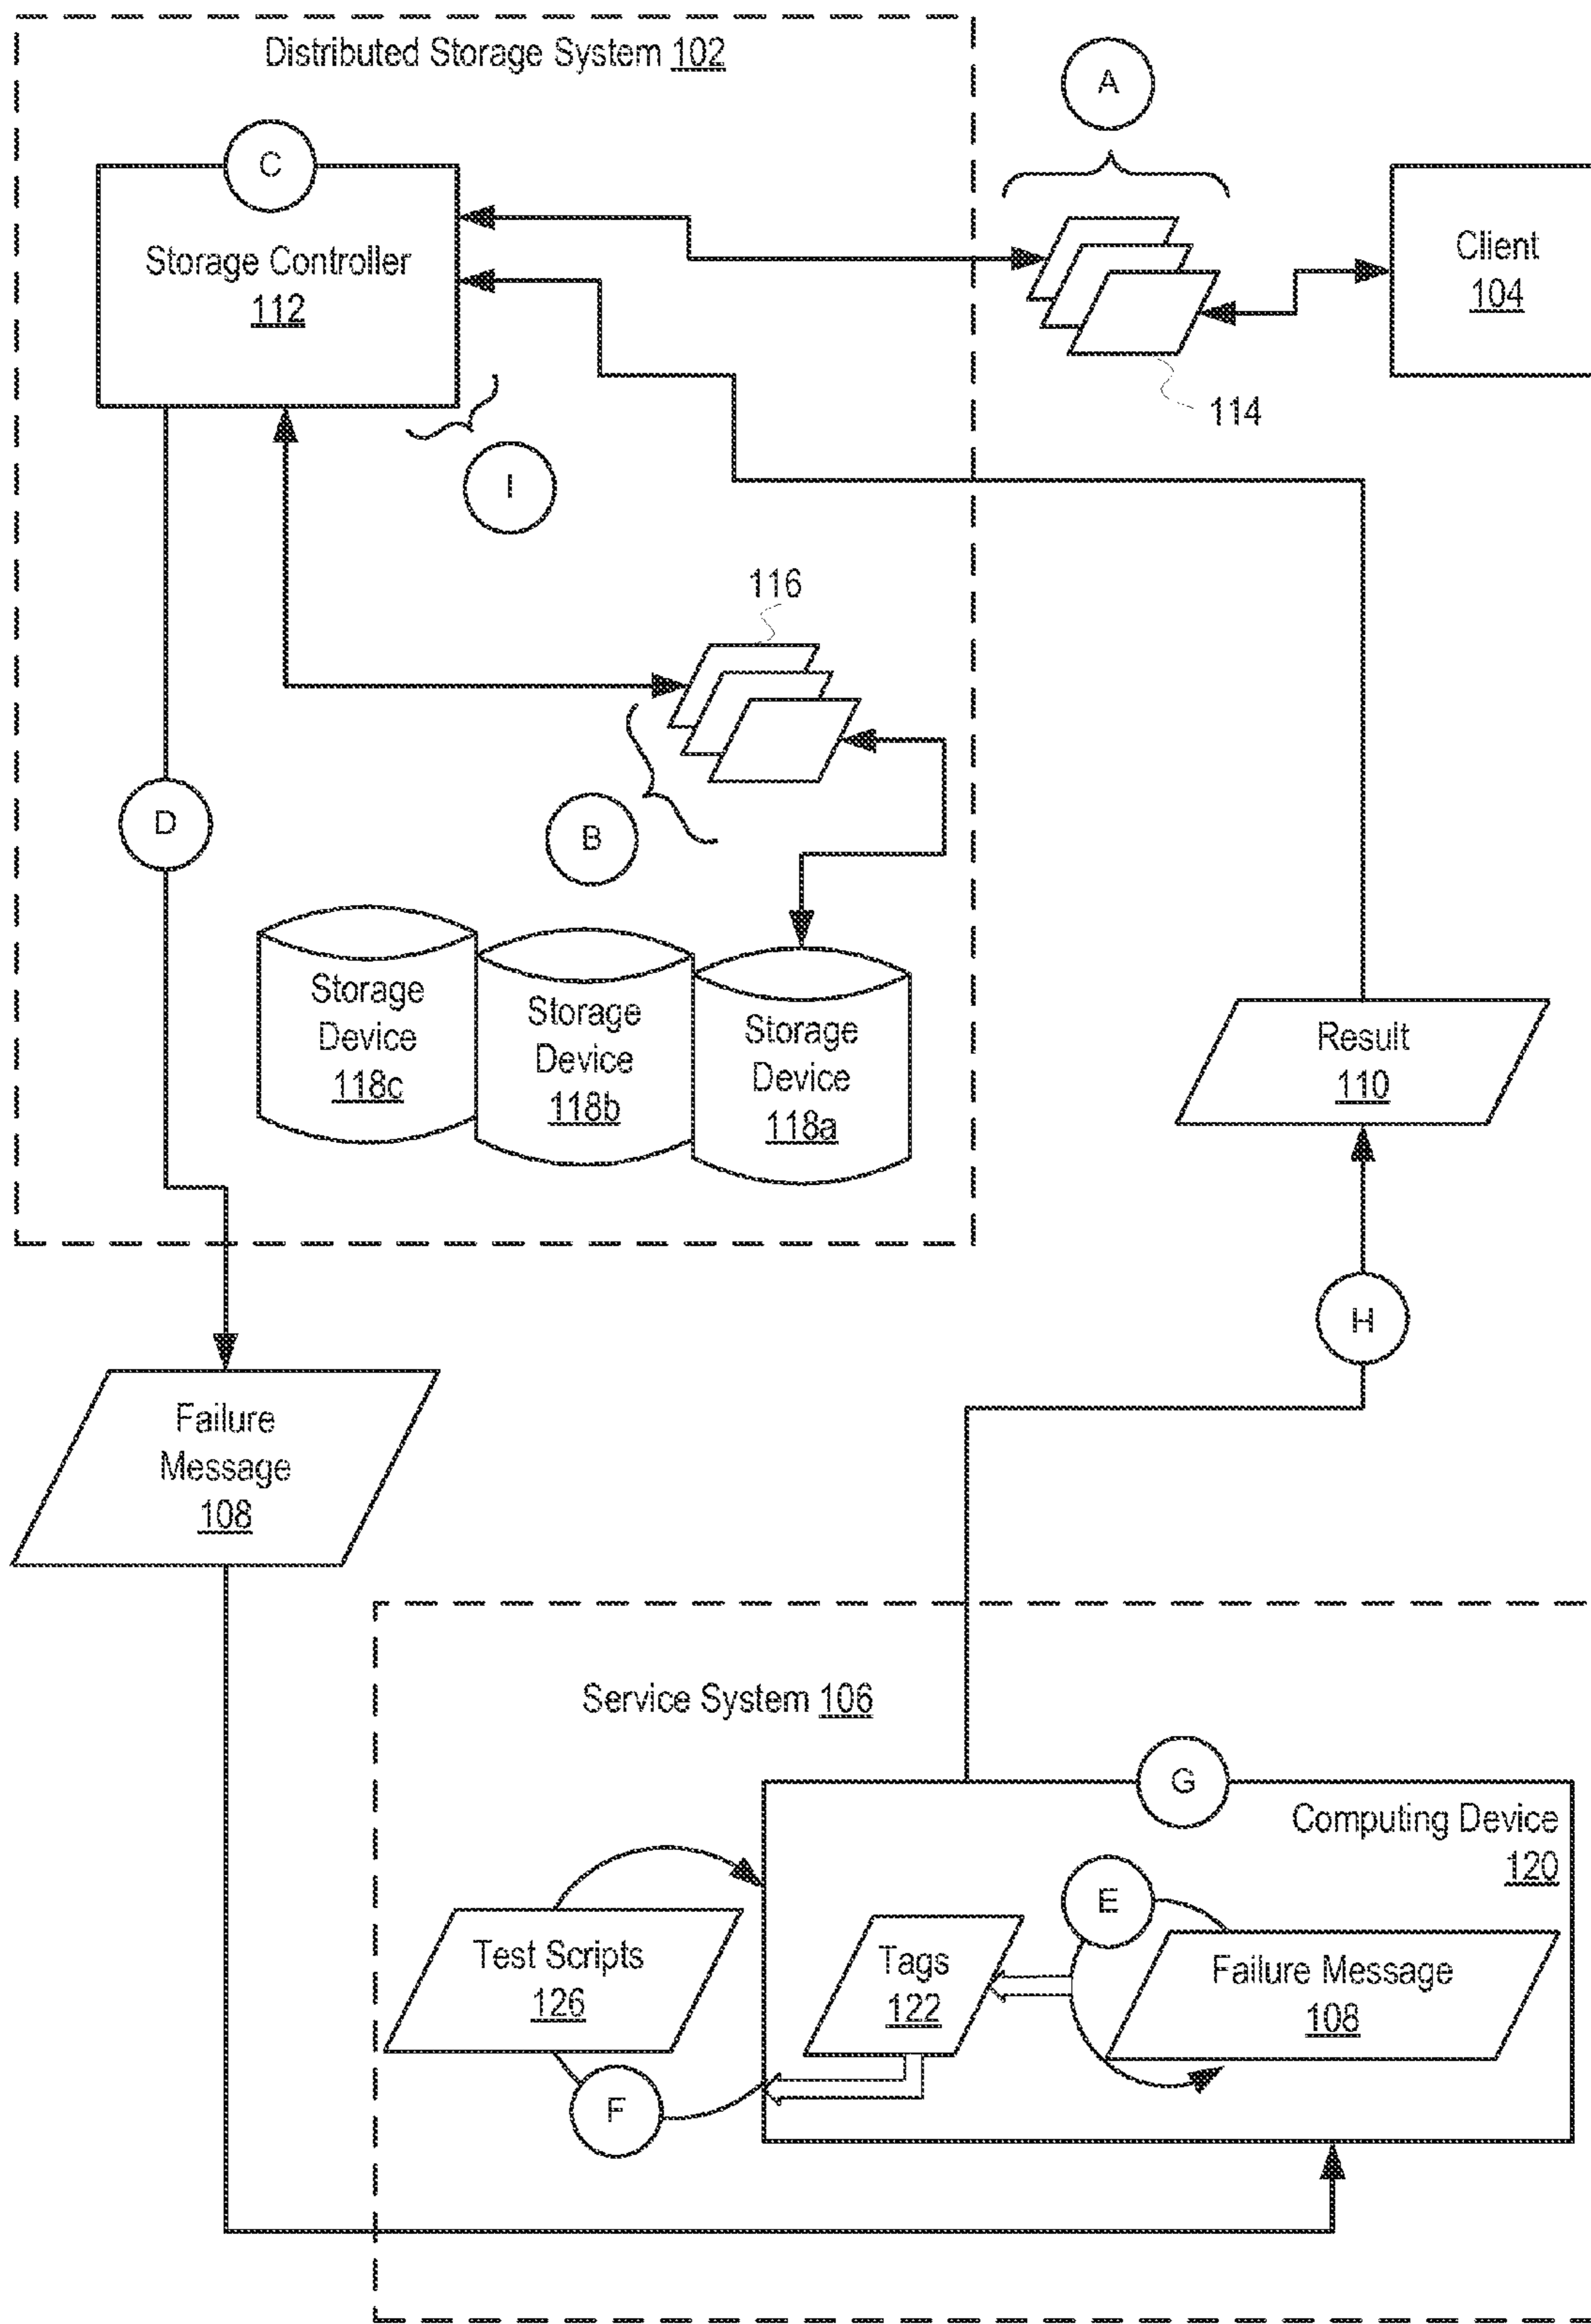 Distributed Storage System 102
A
C
Storage Controller
112
Client
104
114
I
116
D
B
Storage
Device
118c
Storage
Device
118b
Storage
Device
118a
Result
110
H
Failure
Message
108
Service System 106
G
Computing Device
120
E
Test Scripts
126
Tags
122
Failure Message
108
F